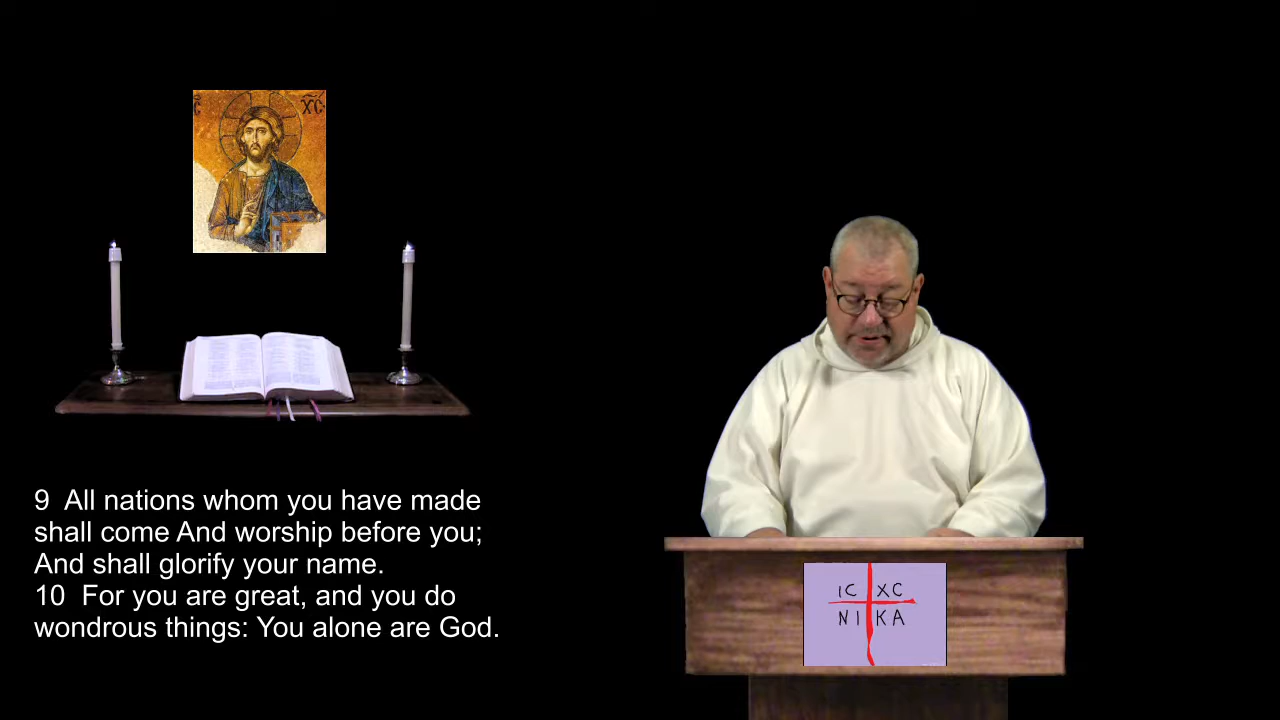 C XC
9  All nations whom you have made
shall come And worship before you;
And shall glorify your name.
10  For you are great, and you do
wondrous things: You alone are God.
IC XC
NI KA